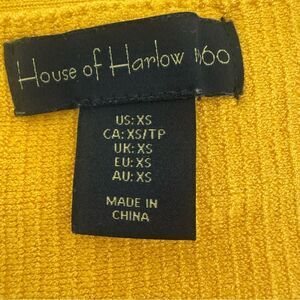 House of Harlow 1960
US: XS
CA: XS/TP
UK: XS
EU: XS
AU: XS
MADE IN
CHINA